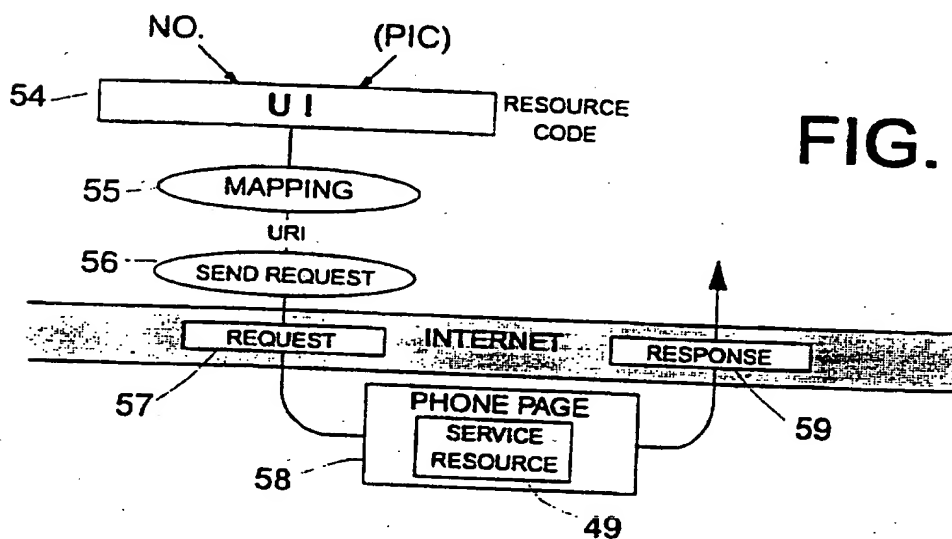 NO.
(PIC)
54
U I
RESOURCE
CODE
FIG.
55
MAPPING
URI
56
SEND REQUEST
REQUEST
INTERNET
RESPONSE
57
PHONE PAGE
SERVICE
RESOURCE
58
59
49